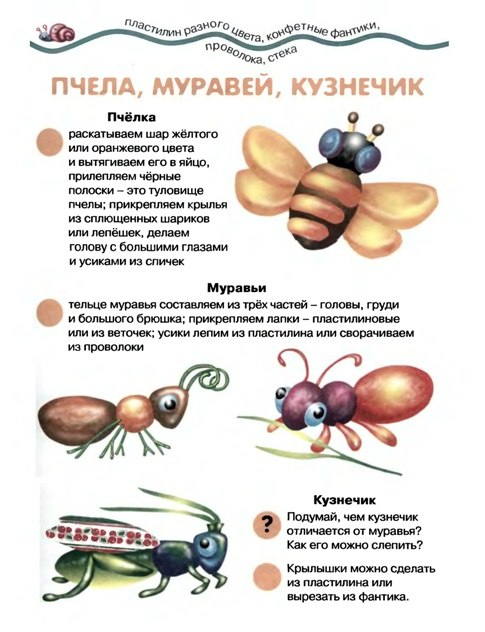 пластилин разного цвета, конфетные фантики,
проволока, стека
ПЧЕЛА, МУРАВЕЙ, КУЗНЕЧИК
Пчёлка
раскатываем шар жёлтого
или оранжевого цвета
и вытягиваем его в яйцо,
прилепляем чёрные
полоски – это туловище
пчелы; прикрепляем крылья
из сплющенных шариков
или лепёшек, делаем
голову с большими глазами
и усиками из спичек
Муравьи
тельце муравья составляем из трёх частей – головы, груди
и большого брюшка; прикрепляем лапки – пластилиновые
или из веточек; усики лепим из пластилина или сворачиваем
из проволоки
Кузнечик
?
Подумай, чем кузнечик
отличается от муравья?
Как его можно слепить?
Крылышки можно сделать
из пластилина или
вырезать из фантика.